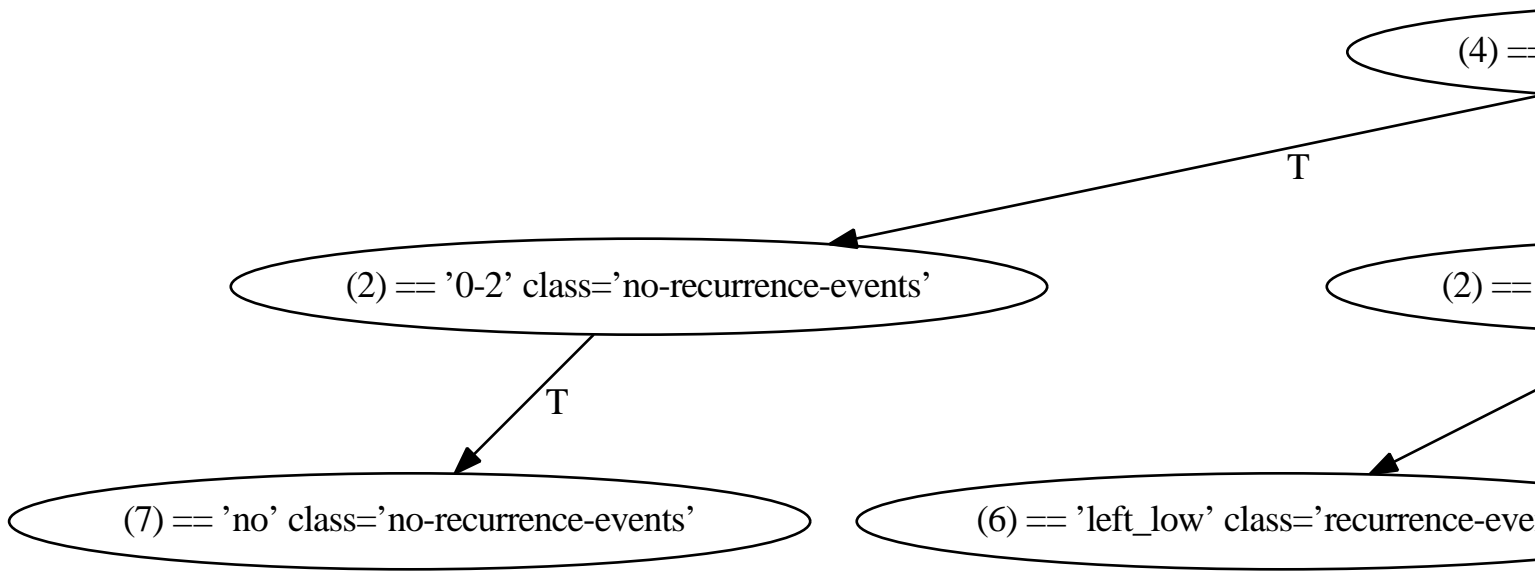 (4) ==
T
(2) == ’0-2’ class=’no-recurrence-events’
(2) ==
T
(7) == ’no’ class=’no-recurrence-events’
(6) == ’left_low’ class=’recurrence-eve